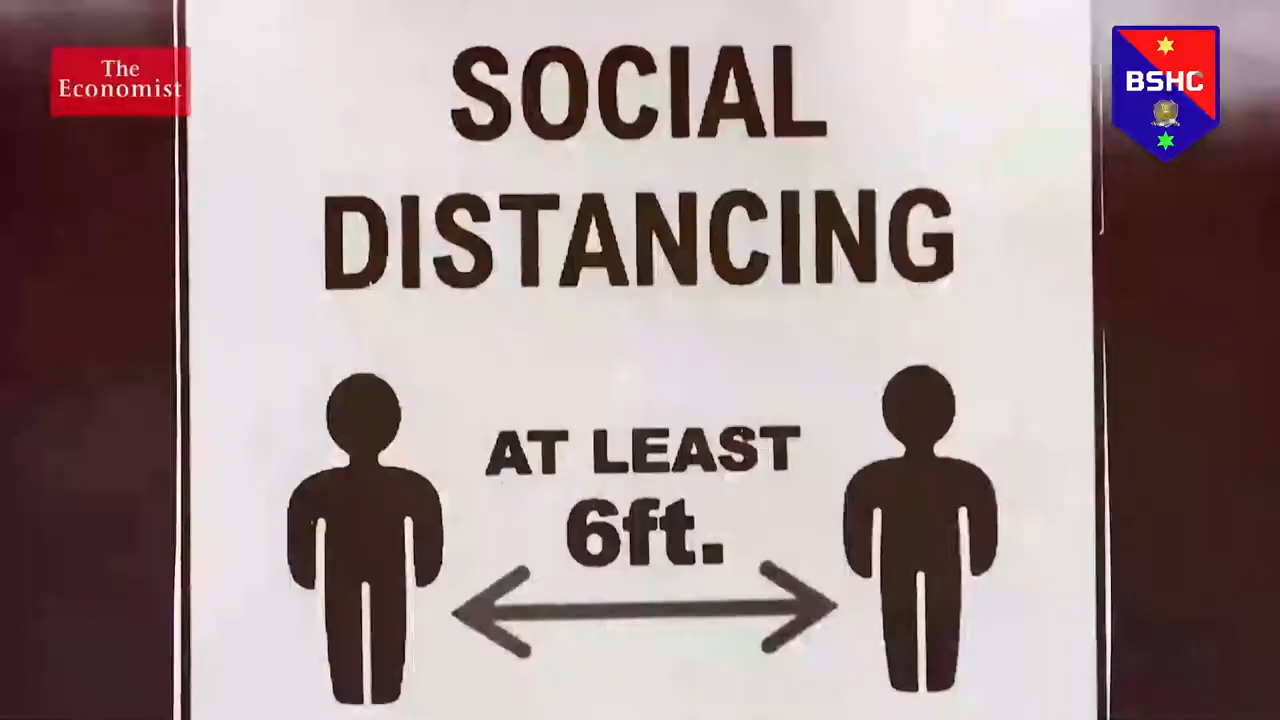 The
Economist
BSHC
SOCIAL
DISTANCING
AT LEAST
6ft.